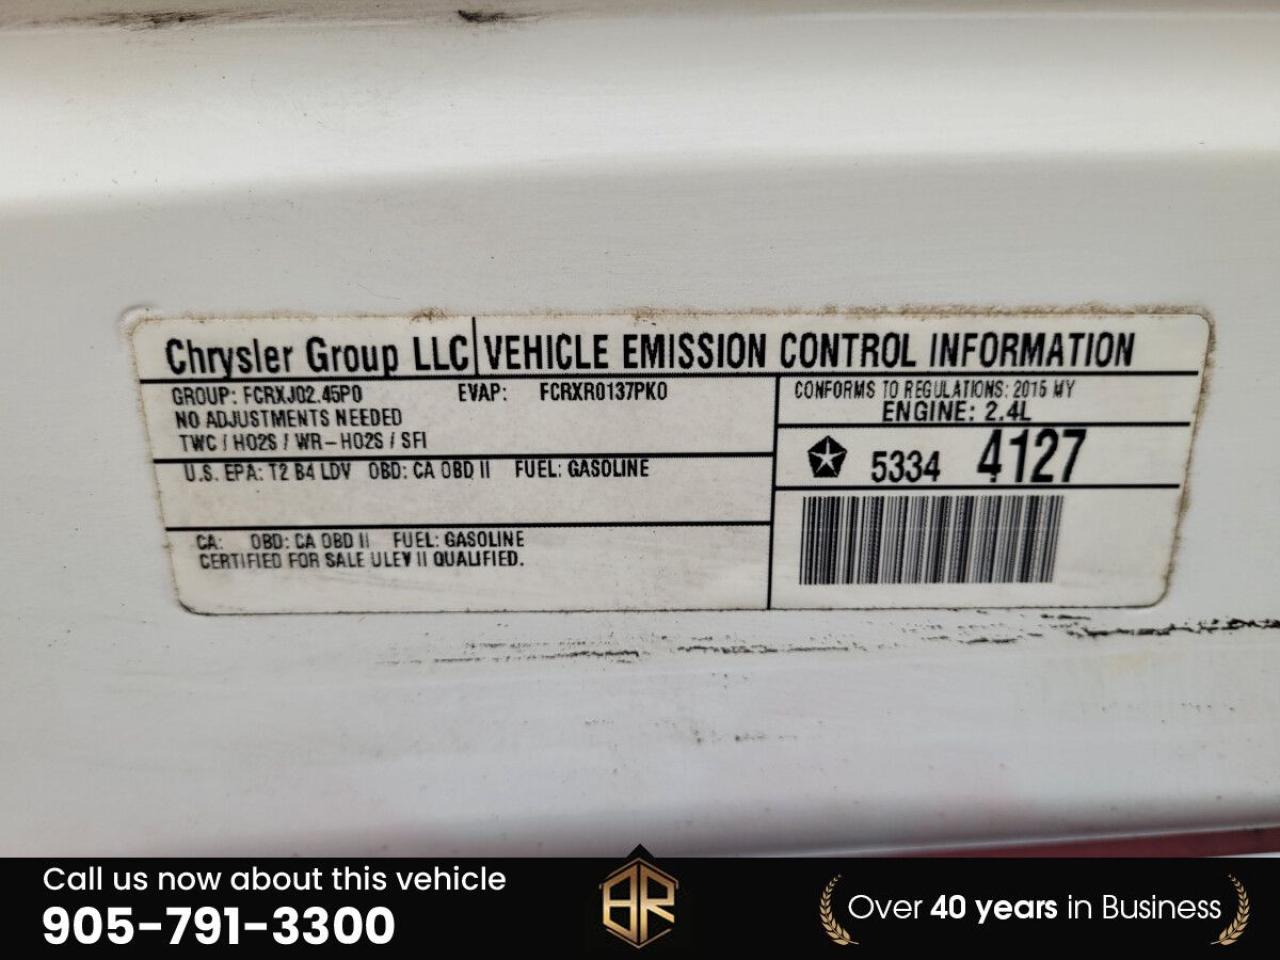 Chrysler Group LLC VEHICLE EMISSION CONTROL INFORMATION
GROUP: FCRXJ02.45P0 EVAP: FCRXR0137PK0
NO ADJUSTMENTS NEEDED
TWC / HO2S / WR-HO2S / SFI
U.S. EPA: T2 B4 LDV OBD: CA OBD II FUEL: GASOLINE
CA: OBD: CA OBD II FUEL: GASOLINE
CERTIFIED FOR SALE ULEV II QUALIFIED.
CONFORMS TO REGULATIONS: 2015 MY
ENGINE: 2.4L
5334 4127
Call us now about this vehicle
905-791-3300
BR
Over 40 years in Business